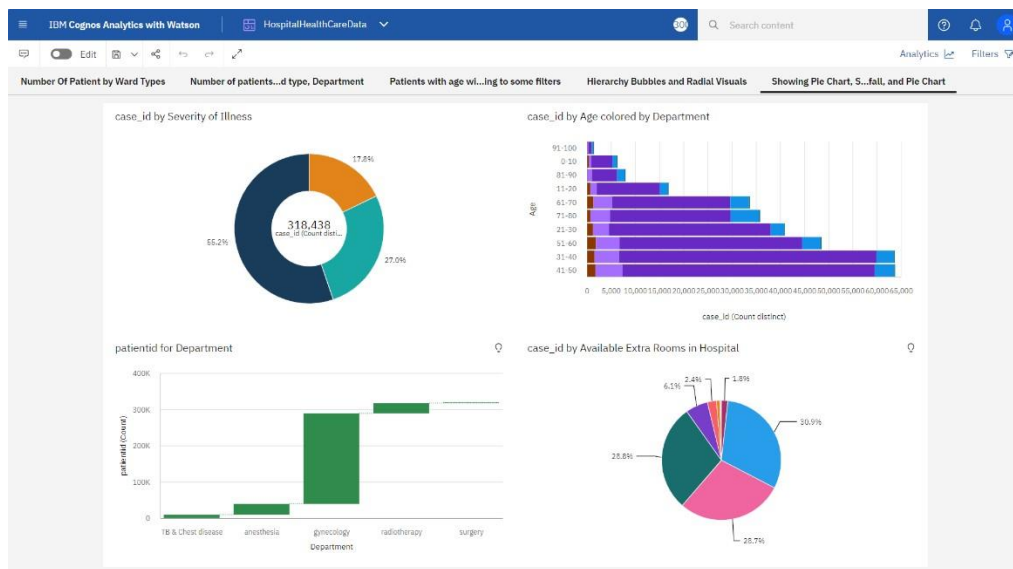 IBM Cognos Analytics with Watson
HospitalHealthCareData
30
Search content
Edit
Analytics
Filters
Number Of Patient by Ward Types
Number of patients...d type, Department
Patients with age wi...ing to some filters
Hierarchy Bubbles and Radial Visuals
Showing Pie Chart, S...fall, and Pie Chart
case_id by Severity of Illness
17.8%
318,438
case_id (Count disti...
55.2%
27.0%
case_id by Age colored by Department
Age
91-100
0-10
81-90
11-20
61-70
71-80
21-30
51-60
31-40
41-50
0 5,000 10,000 15,000 20,000 25,000 30,000 35,000 40,000 45,000 50,000 55,000 60,000 65,000
case_id (Count distinct)
patientid for Department
patientid (Count)
400K
300K
200K
100K
0
TB & Chest disease anesthesia gynecology radiotherapy surgery
Department
case_id by Available Extra Rooms in Hospital
2.4% 1.8%
6.1%
30.9%
28.8%
28.7%